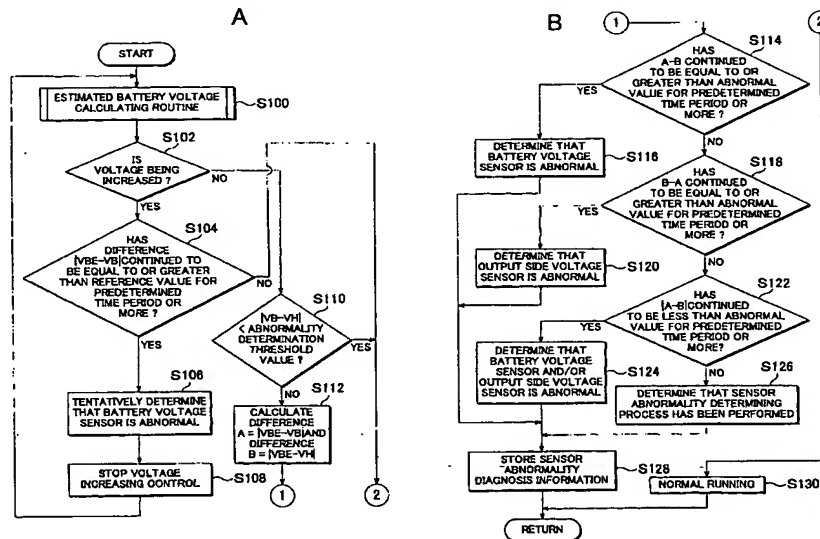 A
START
ESTIMATED BATTERY VOLTAGE
CALCULATING ROUTINE
S100
S102
IS
VOLTAGE BEING
INCREASED ?
NO
YES
S104
HAS
DIFFERENCE
|VBE-VB|CONTINUED TO
BE EQUAL TO OR GREATER
THAN REFERENCE VALUE FOR
PREDETERMINED
TIME PERIOD OR
MORE ?
NO
YES
S106
TENTATIVELY DETERMINE
THAT BATTERY VOLTAGE
SENSOR IS ABNORMAL
STOP VOLTAGE
INCREASING CONTROL
S108
S110
|VB-VH|
< ABNORMALITY
DETERMINATION
THRESHOLD
VALUE ?
YES
NO
S112
CALCULATE
DIFFERENCE
A = |VBE-VB|AND
DIFFERENCE
B = |VBE-VH|
1
2
B
1
2
S114
HAS
A-B CONTINUED
TO BE EQUAL TO OR
GREATER THAN ABNORMAL
VALUE FOR PREDETERMINED
TIME PERIOD OR
MORE ?
YES
NO
DETERMINE THAT
BATTERY VOLTAGE
SENSOR IS ABNORMAL
S116
S118
HAS
B-A CONTINUED
TO BE EQUAL TO OR
GREATER THAN ABNORMAL
VALUE FOR PREDETERMINED
TIME PERIOD OR
MORE ?
YES
NO
DETERMINE THAT
OUTPUT SIDE VOLTAGE
SENSOR IS ABNORMAL
S120
S122
HAS
|A-B|CONTINUED
TO BE LESS THAN ABNORMAL
VALUE FOR PREDETERMINED
TIME PERIOD OR
MORE?
YES
NO
DETERMINE THAT
BATTERY VOLTAGE
SENSOR AND/OR
OUTPUT SIDE VOLTAGE
SENSOR IS ABNORMAL
S124
S126
DETERMINE THAT SENSOR
ABNORMALITY DETERMINING
PROCESS HAS BEEN PERFORMED
STORE SENSOR
ABNORMALITY
DIAGNOSIS INFORMATION
S128
NORMAL RUNNING
S130
RETURN